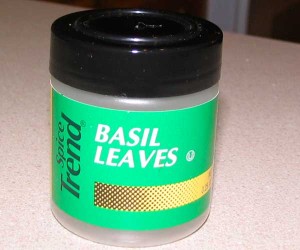 Spice
Trend®
BASIL
LEAVES Ⓤ